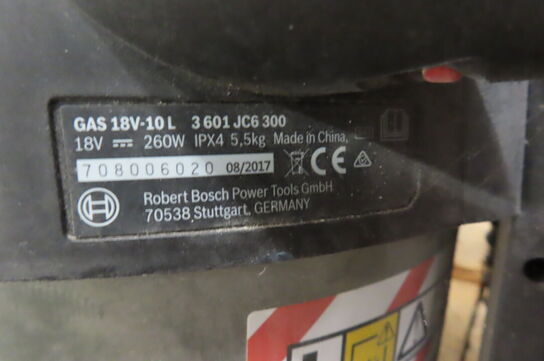 GAS 18V-10 L 3 601 JC6 300
18V 260W IPX4 5,5kg Made in China,
708006020 08/2017 CE
Robert Bosch Power Tools GmbH
70538 Stuttgart, GERMANY